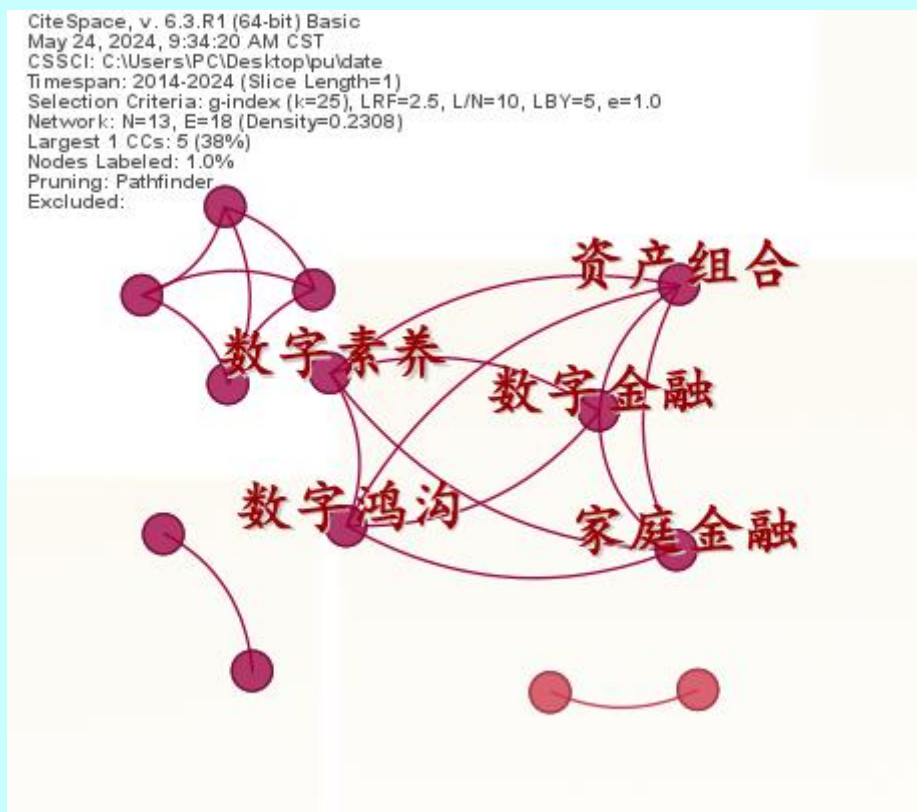 CiteSpace, v. 6.3.R1 (64-bit) Basic
May 24, 2024, 9:34:20 AM CST
CSSCI: C:\Users\PC\Desktop\pu\date
Timespan: 2014-2024 (Slice Length=1)
Selection Criteria: g-index (k=25), LRF=2.5, L/N=10, LBY=5, e=1.0
Network: N=13, E=18 (Density=0.2308)
Largest 1 CCs: 5 (38%)
Nodes Labeled: 1.0%
Pruning: Pathfinder
Excluded:
资产组合
数字素养
数字金融
数字鸿沟
家庭金融